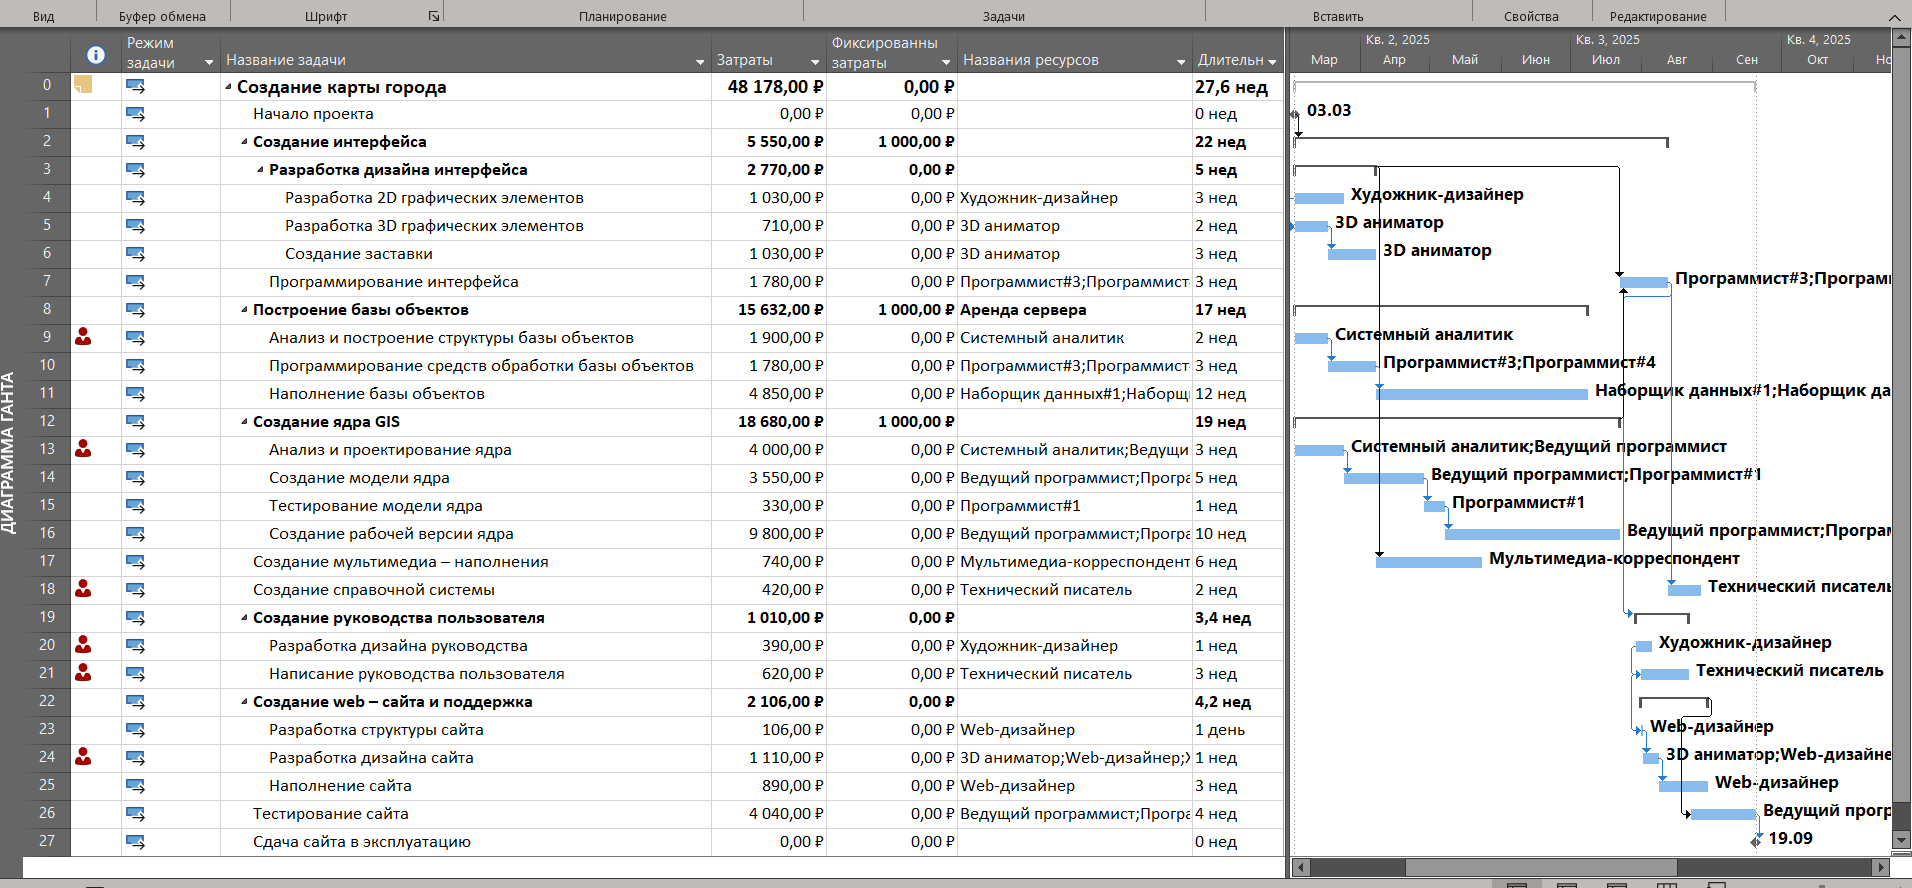 Вид Буфер обмена Шрифт Планирование Задачи Вставить Свойства Редактирование
ДИАГРАММА ГАНТА
Режим задачи Название задачи Затраты Фиксированны затраты Названия ресурсов Длительн
Кв. 2, 2025 Кв. 3, 2025 Кв. 4, 2025
Мар Апр Май Июн Июл Авг Сен Окт Но
0 Создание карты города 48 178,00 ₽ 0,00 ₽ 27,6 нед
1 Начало проекта 0,00 ₽ 0,00 ₽ 0 нед 03.03
2 Создание интерфейса 5 550,00 ₽ 1 000,00 ₽ 22 нед
3 Разработка дизайна интерфейса 2 770,00 ₽ 0,00 ₽ 5 нед
4 Разработка 2D графических элементов 1 030,00 ₽ 0,00 ₽ Художник-дизайнер 3 нед Художник-дизайнер
5 Разработка 3D графических элементов 710,00 ₽ 0,00 ₽ 3D аниматор 2 нед 3D аниматор
6 Создание заставки 1 030,00 ₽ 0,00 ₽ 3D аниматор 3 нед 3D аниматор
7 Программирование интерфейса 1 780,00 ₽ 0,00 ₽ Программист#3;Программист 3 нед Программист#3;Програм
8 Построение базы объектов 15 632,00 ₽ 1 000,00 ₽ Аренда сервера 17 нед
9 Анализ и построение структуры базы объектов 1 900,00 ₽ 0,00 ₽ Системный аналитик 2 нед Системный аналитик
10 Программирование средств обработки базы объектов 1 780,00 ₽ 0,00 ₽ Программист#3;Программист 3 нед Программист#3;Программист#4
11 Наполнение базы объектов 4 850,00 ₽ 0,00 ₽ Наборщик данных#1;Наборщ 12 нед Наборщик данных#1;Наборщик да
12 Создание ядра GIS 18 680,00 ₽ 1 000,00 ₽ 19 нед
13 Анализ и проектирование ядра 4 000,00 ₽ 0,00 ₽ Системный аналитик;Ведущи 3 нед Системный аналитик;Ведущий программист
14 Создание модели ядра 3 550,00 ₽ 0,00 ₽ Ведущий программист;Програ 5 нед Ведущий программист;Программист#1
15 Тестирование модели ядра 330,00 ₽ 0,00 ₽ Программист#1 1 нед Программист#1
16 Создание рабочей версии ядра 9 800,00 ₽ 0,00 ₽ Ведущий программист;Програ 10 нед Ведущий программист;Програм
17 Создание мультимедиа – наполнения 740,00 ₽ 0,00 ₽ Мультимедиа-корреспондент 6 нед Мультимедиа-корреспондент
18 Создание справочной системы 420,00 ₽ 0,00 ₽ Технический писатель 2 нед Технический писатель
19 Создание руководства пользователя 1 010,00 ₽ 0,00 ₽ 3,4 нед
20 Разработка дизайна руководства 390,00 ₽ 0,00 ₽ Художник-дизайнер 1 нед Художник-дизайнер
21 Написание руководства пользователя 620,00 ₽ 0,00 ₽ Технический писатель 3 нед Технический писатель
22 Создание web – сайта и поддержка 2 106,00 ₽ 0,00 ₽ 4,2 нед
23 Разработка структуры сайта 106,00 ₽ 0,00 ₽ Web-дизайнер 1 день Web-дизайнер
24 Разработка дизайна сайта 1 110,00 ₽ 0,00 ₽ 3D аниматор;Web-дизайнер;Х 1 нед 3D аниматор;Web-дизайне
25 Наполнение сайта 890,00 ₽ 0,00 ₽ Web-дизайнер 3 нед Web-дизайнер
26 Тестирование сайта 4 040,00 ₽ 0,00 ₽ Ведущий программист;Програ 4 нед Ведущий прогр
27 Сдача сайта в эксплуатацию 0,00 ₽ 0,00 ₽ 0 нед 19.09